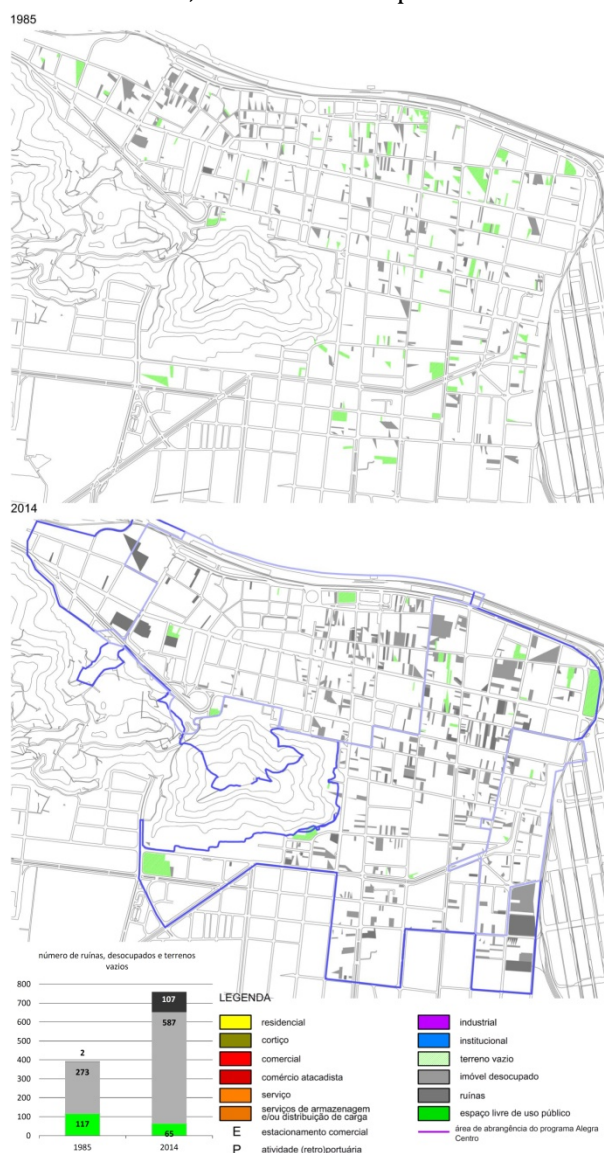 1985
2014
número de ruínas, desocupados e terrenos
vazios
800
700
600
500
400
300
200
100
0
2
273
117
107
587
65
1985
2014
LEGENDA
residencial
cortiço
comercial
comércio atacadista
serviço
serviços de armazenagem
e/ou distribuição de carga
E estacionamento comercial
P atividade (retro)portuária
industrial
institucional
terreno vazio
imóvel desocupado
ruínas
espaço livre de uso público
área de abrangência do programa Alegra
Centro